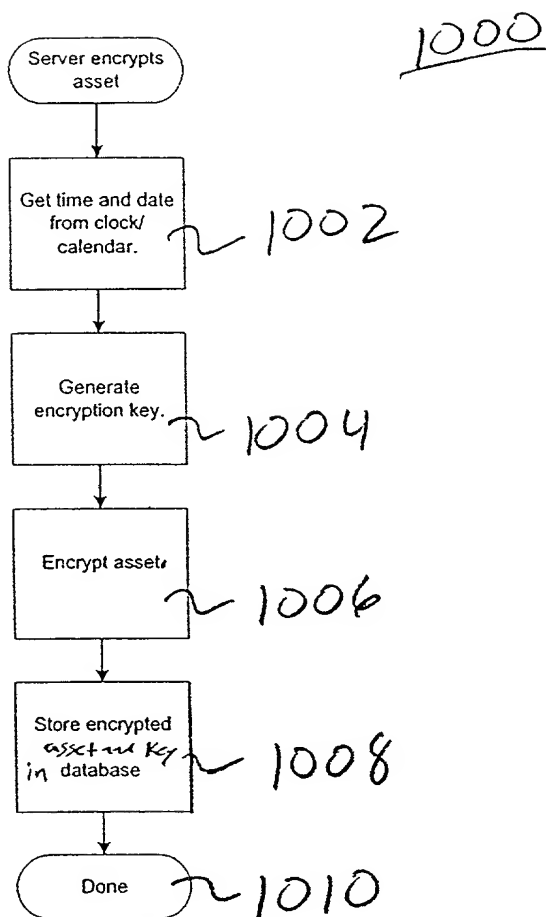 1000
Server encrypts
asset
Get time and date
from clock/
calendar.
1002
Generate
encryption key.
1004
Encrypt asset.
1006
Store encrypted
asset and key
in database
1008
Done
1010